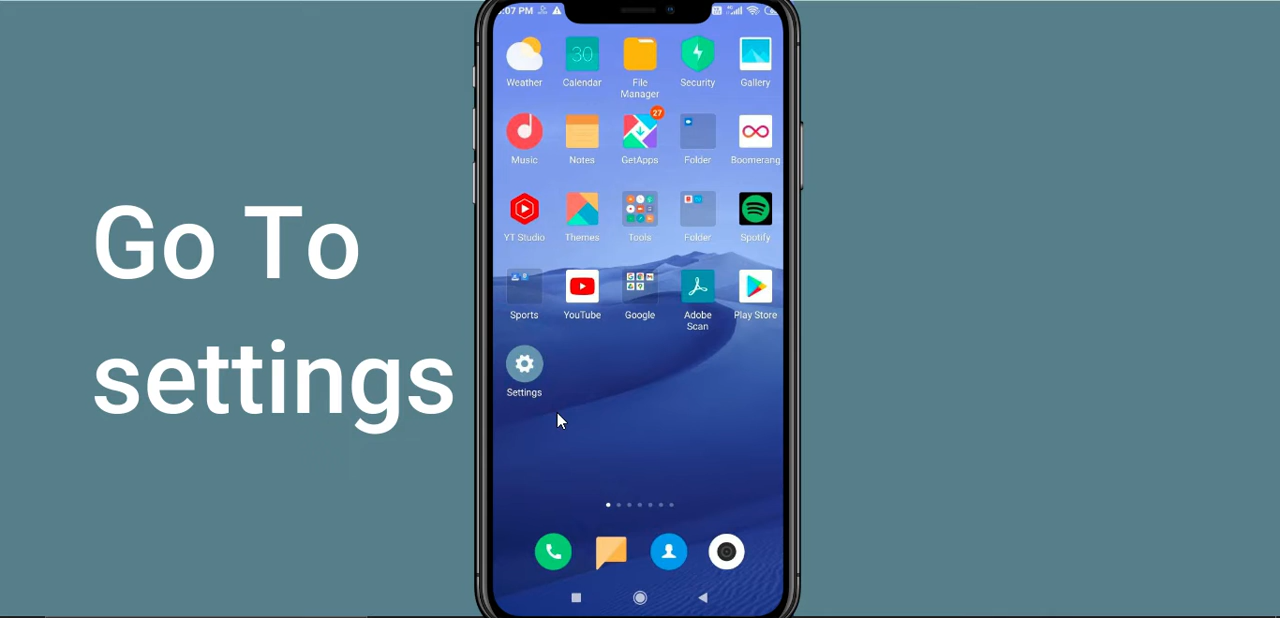 Go To
settings
:07 PM
Weather
Calendar
File
Manager
Security
Gallery
30
Music
Notes
GetApps
Folder
Boomerang
27
YT Studio
Themes
Tools
Folder
Spotify
Sports
YouTube
Google
Adobe
Scan
Play Store
Settings